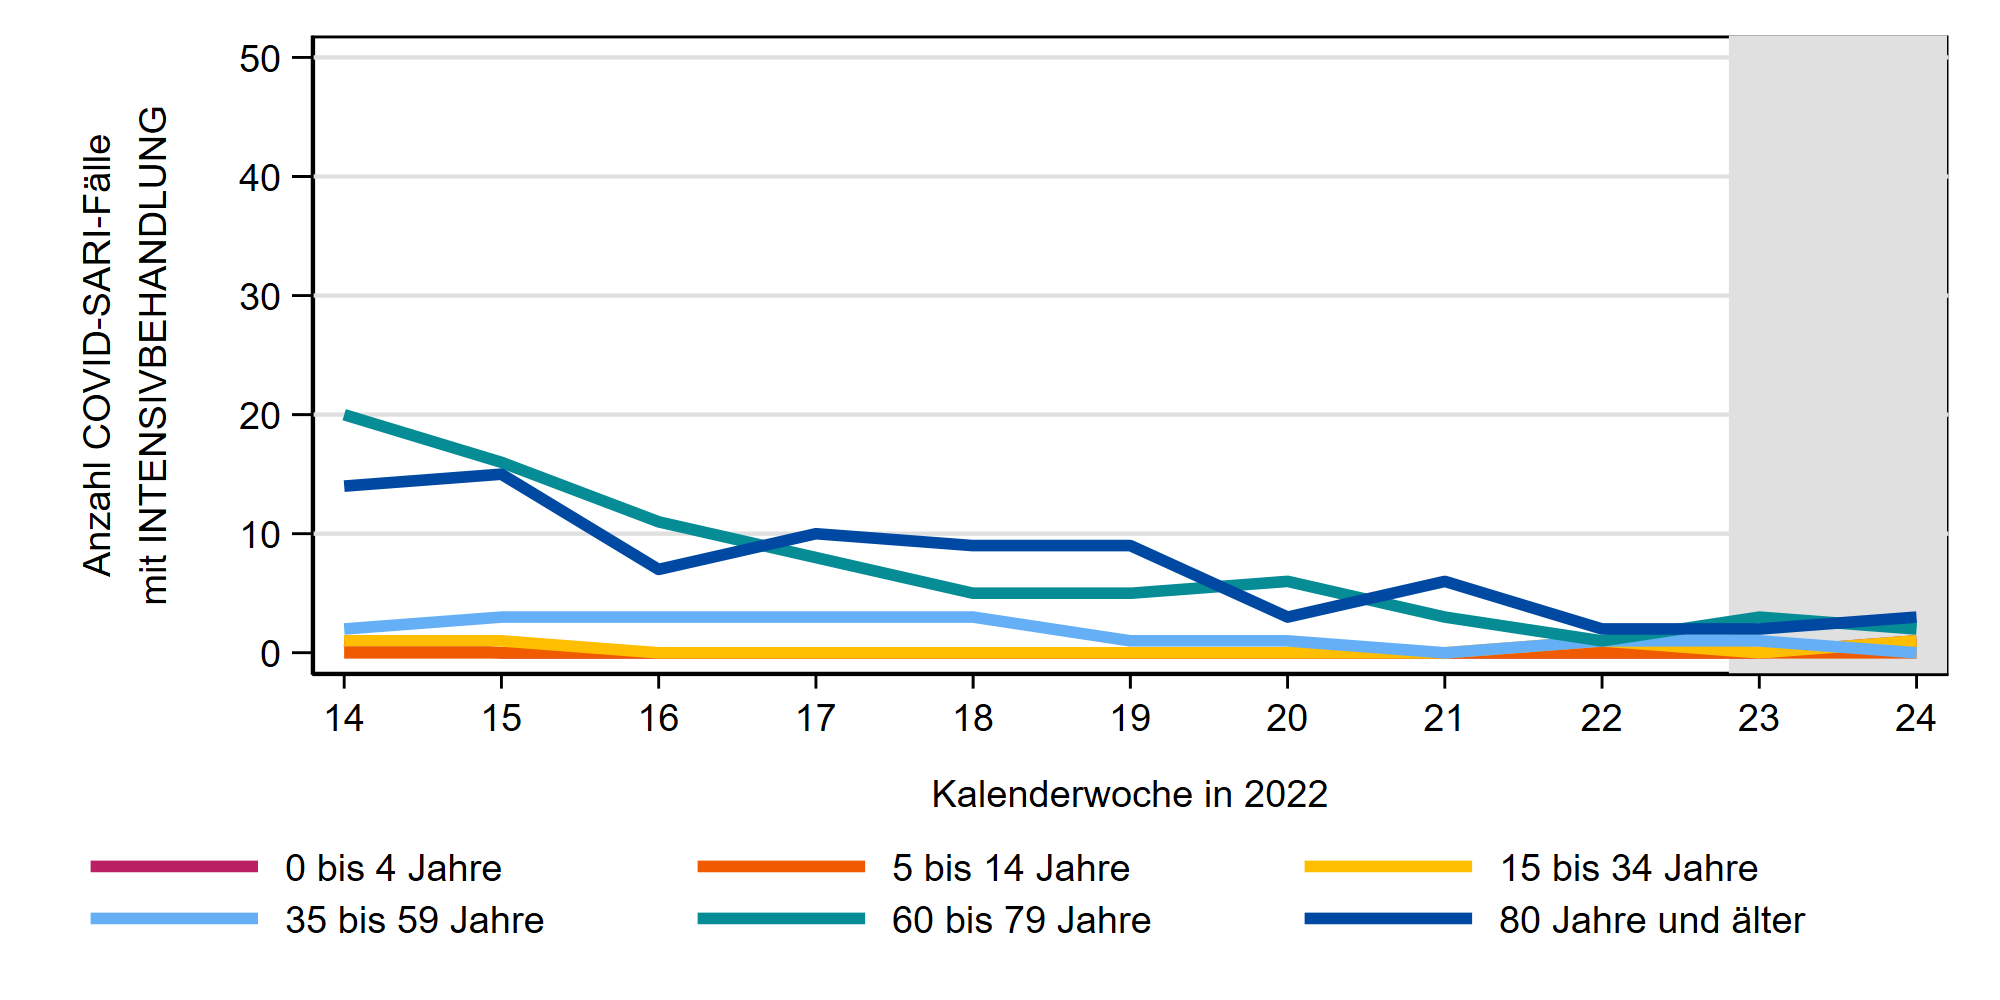 Anzahl COVID-SARI-Fälle
mit INTENSIVBEHANDLUNG
50
40
30
20
10
0
14 15 16 17 18 19 20 21 22 23 24
Kalenderwoche in 2022
0 bis 4 Jahre 5 bis 14 Jahre 15 bis 34 Jahre
35 bis 59 Jahre 60 bis 79 Jahre 80 Jahre und älter